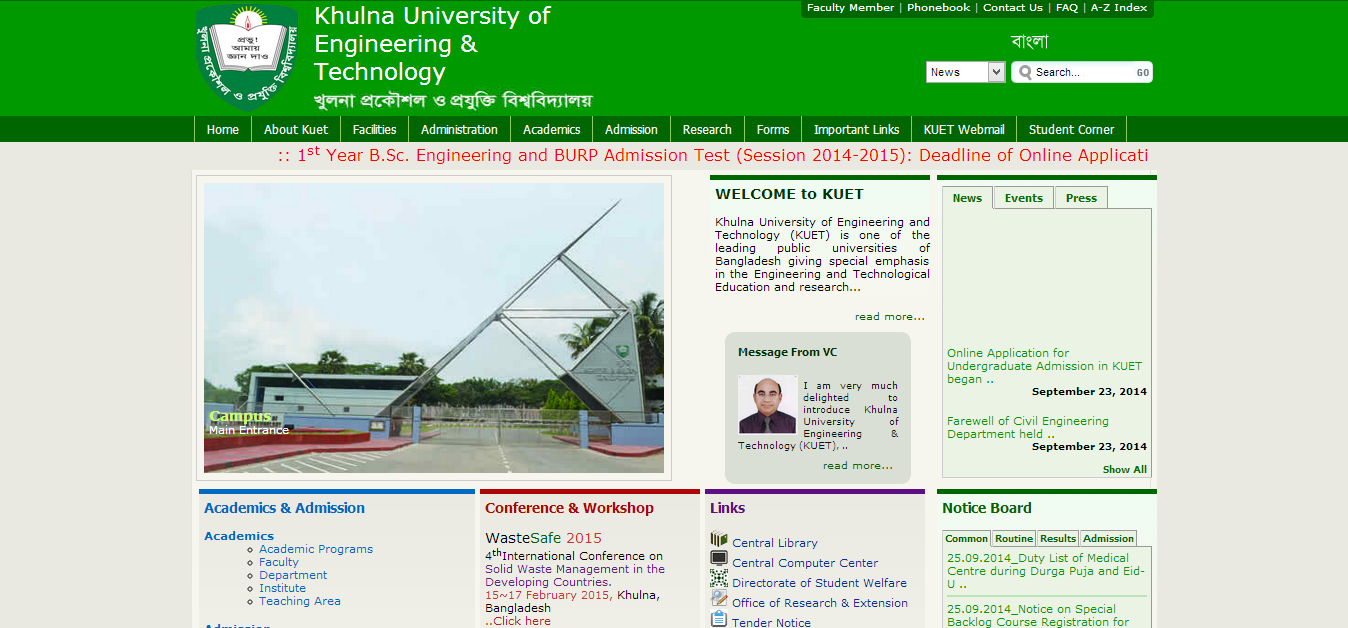 Faculty Member | Phonebook | Contact Us | FAQ | A-Z Index
প্রভু!
আমায়
জ্ঞান দাও
খুলনা প্রকৌশল ও প্রযুক্তি বিশ্ববিদ্যালয়
Khulna University of
Engineering &
Technology
খুলনা প্রকৌশল ও প্রযুক্তি বিশ্ববিদ্যালয়
বাংলা
News
Search...
GO
Home
About Kuet
Facilities
Administration
Academics
Admission
Research
Forms
Important Links
KUET Webmail
Student Corner
:: 1st Year B.Sc. Engineering and BURP Admission Test (Session 2014-2015): Deadline of Online Applicati
Campus
Main Entrance
WELCOME to KUET
Khulna University of Engineering and
Technology (KUET) is one of the
leading public universities of
Bangladesh giving special emphasis
in the Engineering and Technological
Education and research...
read more...
Message From VC
I am very much
delighted to
introduce Khulna
University of
Engineering &
Technology (KUET), ..
read more...
News
Events
Press
Online Application for
Undergraduate Admission in KUET
began ..
September 23, 2014
Farewell of Civil Engineering
Department held ..
September 23, 2014
Show All
Academics & Admission
Academics
Academic Programs
Faculty
Department
Institute
Teaching Area
Admission
Conference & Workshop
WasteSafe 2015
4thInternational Conference on
Solid Waste Management in the
Developing Countries.
15~17 February 2015, Khulna,
Bangladesh
..Click here
Links
Central Library
Central Computer Center
Directorate of Student Welfare
Office of Research & Extension
Tender Notice
Notice Board
Common
Routine
Results
Admission
25.09.2014_Duty List of Medical
Centre during Durga Puja and Eid-
U ..
25.09.2014_Notice on Special
Backlog Course Registration for